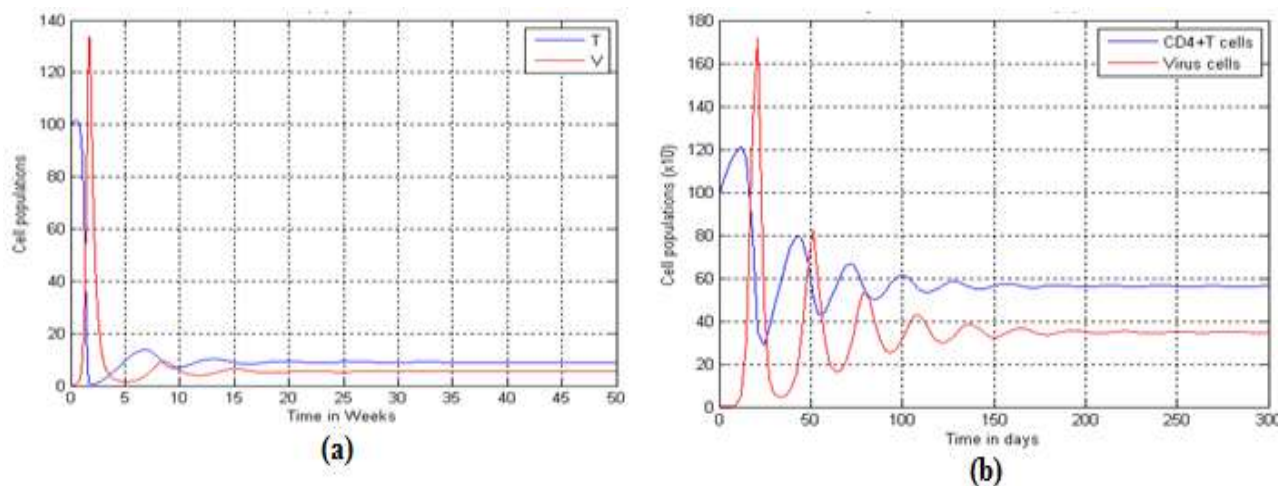 140
120
100
80
60
40
20
0
Cell populations
T
V
0 5 10 15 20 25 30 35 40 45 50
Time in Weeks
(a)
180
160
140
120
100
80
60
40
20
0
Cell populations (x10)
CD4+T cells
Virus cells
0 50 100 150 200 250 300
Time in days
(b)